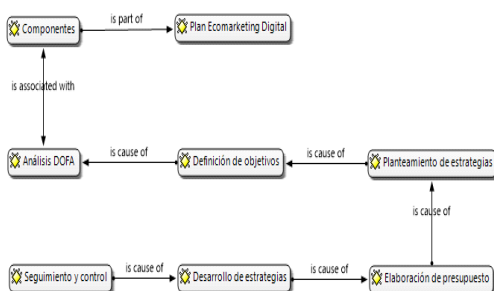 is part of
Componentes
Plan Ecomarketing Digital
is associated with
is cause of
is cause of
Análisis DOFA
Definición de objetivos
Planteamiento de estrategias
is cause of
is cause of
is cause of
Seguimiento y control
Desarrollo de estrategias
Elaboración de presupuesto